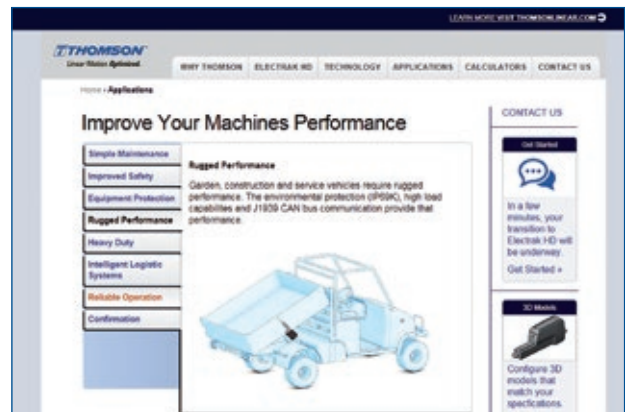 LEARN MORE VISIT THOMSONLINEAR.COM
THOMSON
Linear Motion. Optimized.
WHY THOMSON ELECTRAK HD TECHNOLOGY APPLICATIONS CALCULATORS CONTACT US
Home › Applications
Improve Your Machines Performance
Simple Maintenance
Improved Safety
Equipment Protection
Rugged Performance
Heavy Duty
Intelligent Logistic
Systems
Reliable Operation
Confirmation
Rugged Performance
Garden, construction and service vehicles require rugged
performance. The environmental protection (IP69K), high load
capabilities and J1939 CAN bus communication provide that
performance.
CONTACT US
Get Started
In a few
minutes, your
transition to
Electrak HD will
be underway.
Get Started »
3D Models
Configure 3D
models that
match your
specifications.